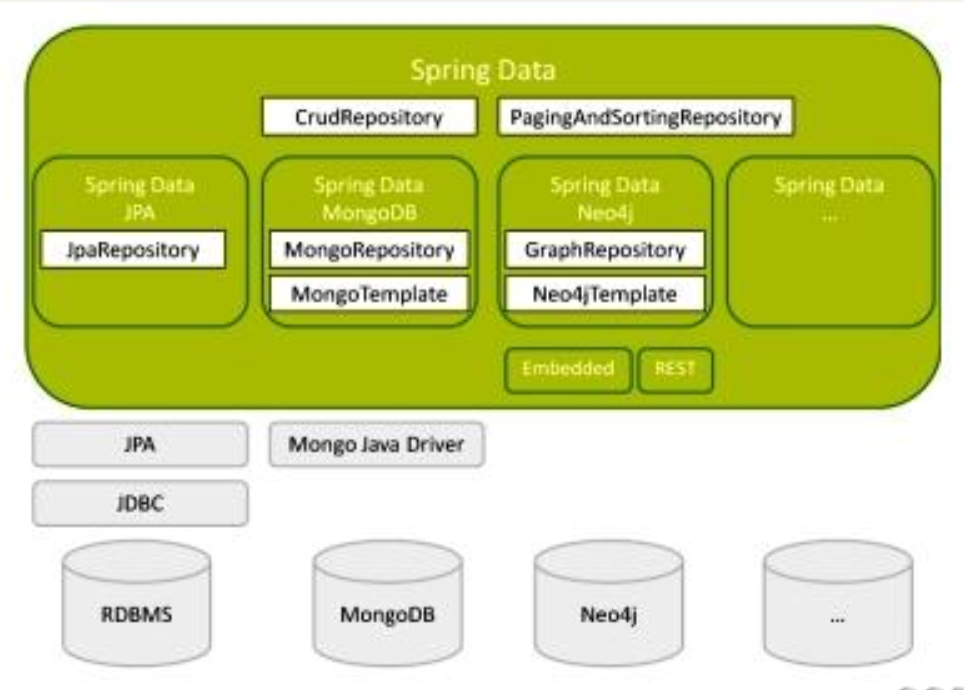 Spring Data
CrudRepository
PagingAndSortingRepository
Spring Data
JPA
JpaRepository
Spring Data
MongoDB
MongoRepository
MongoTemplate
Spring Data
Neo4j
GraphRepository
Neo4jTemplate
Spring Data
...
Embedded
REST
JPA
Mongo Java Driver
JDBC
RDBMS
MongoDB
Neo4j
...